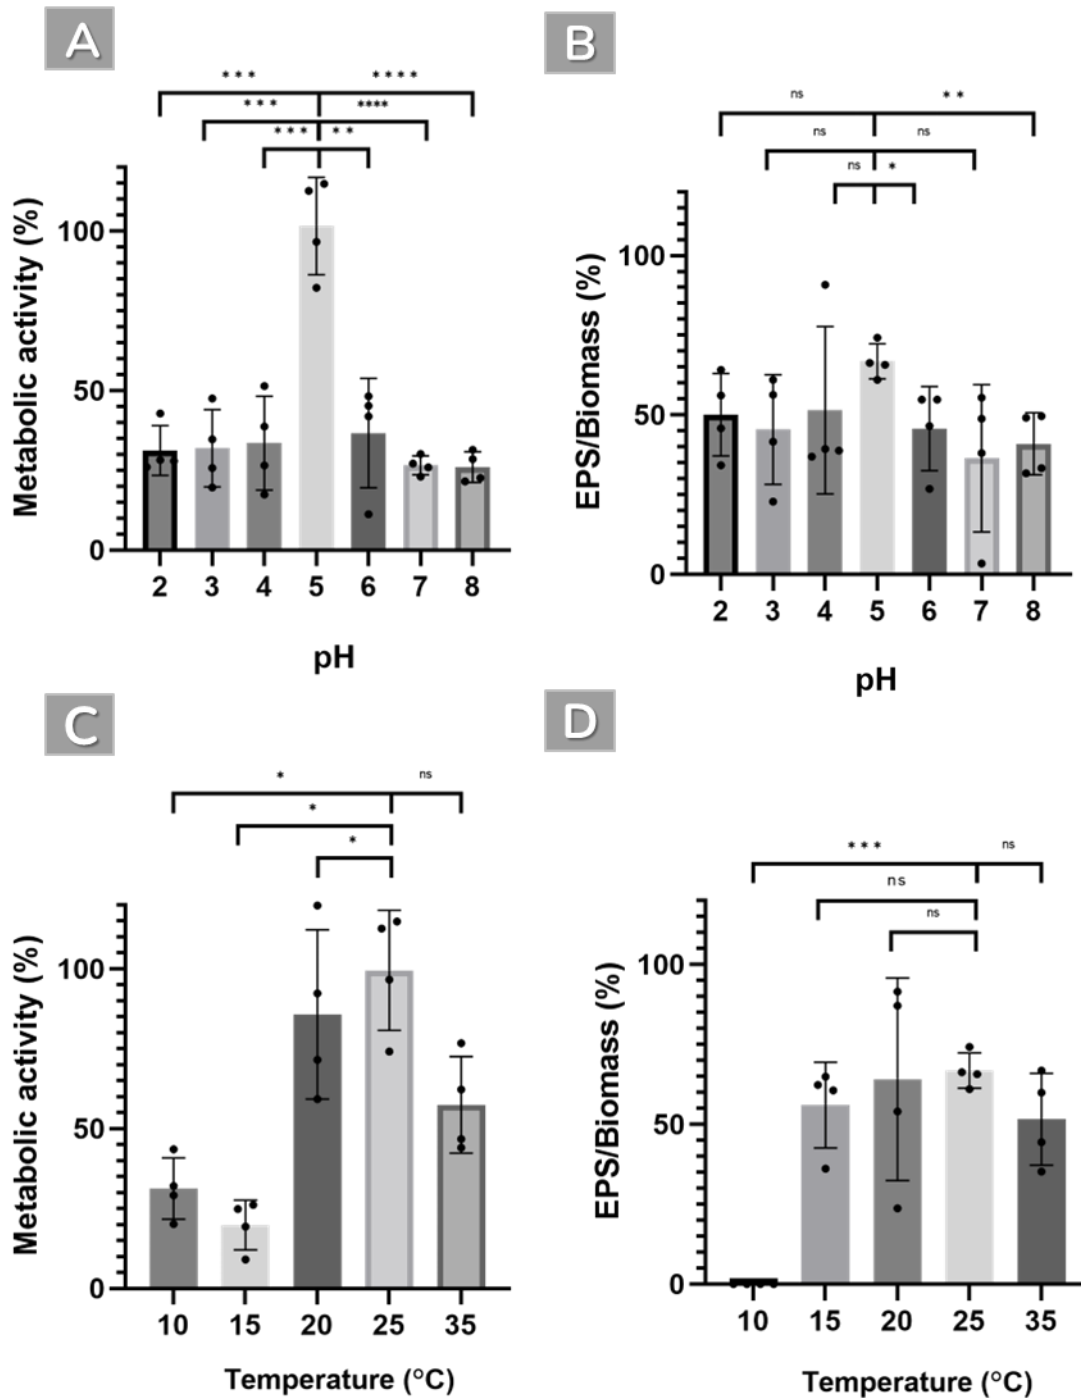 A
*** ****
*** ****
*** **
Metabolic activity (%)
100
50
0
2 3 4 5 6 7 8
pH
B
ns **
ns ns
ns *
EPS/Biomass (%)
100
50
0
2 3 4 5 6 7 8
pH
C
* ns
*
*
Metabolic activity (%)
100
50
0
10 15 20 25 35
Temperature (°C)
D
*** ns
ns
ns
EPS/Biomass (%)
100
50
0
10 15 20 25 35
Temperature (°C)